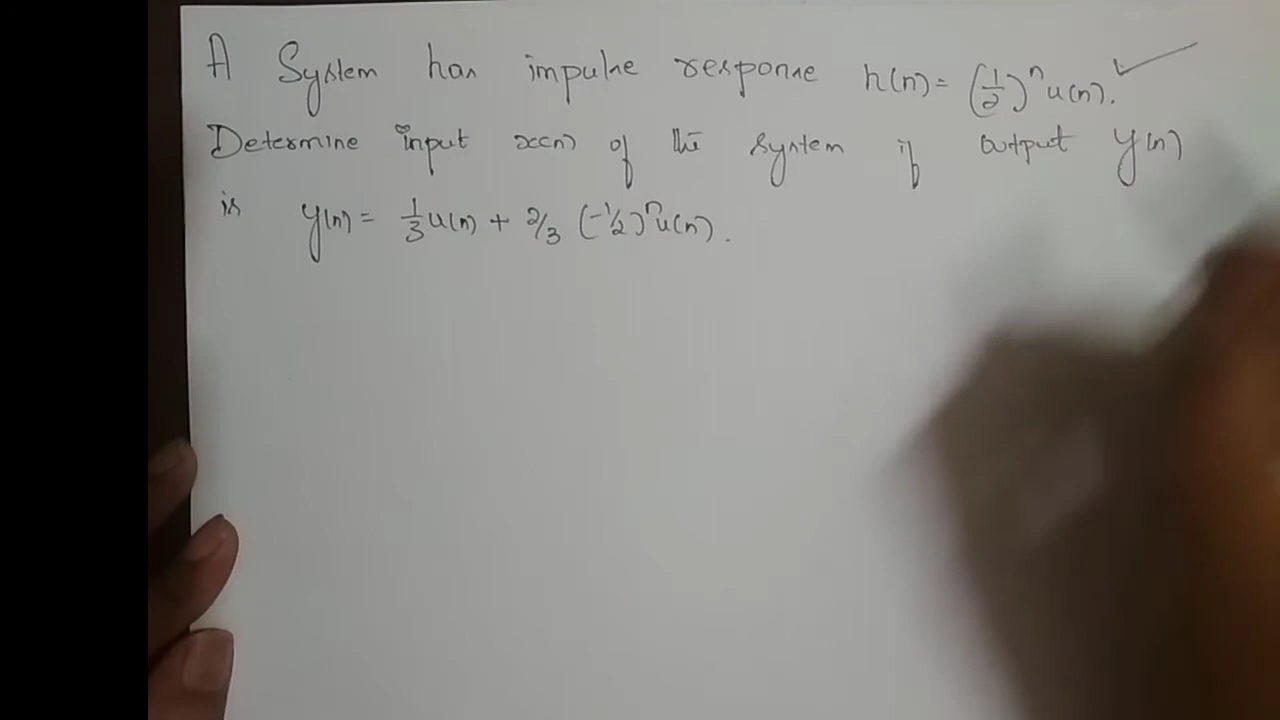 A System has impulse response h(n) = (1/2)^n u(n).
Determine input x(n) of the system if output y(n)
is y(n) = 1/3 u(n) + 2/3 (-1/2)^n u(n).